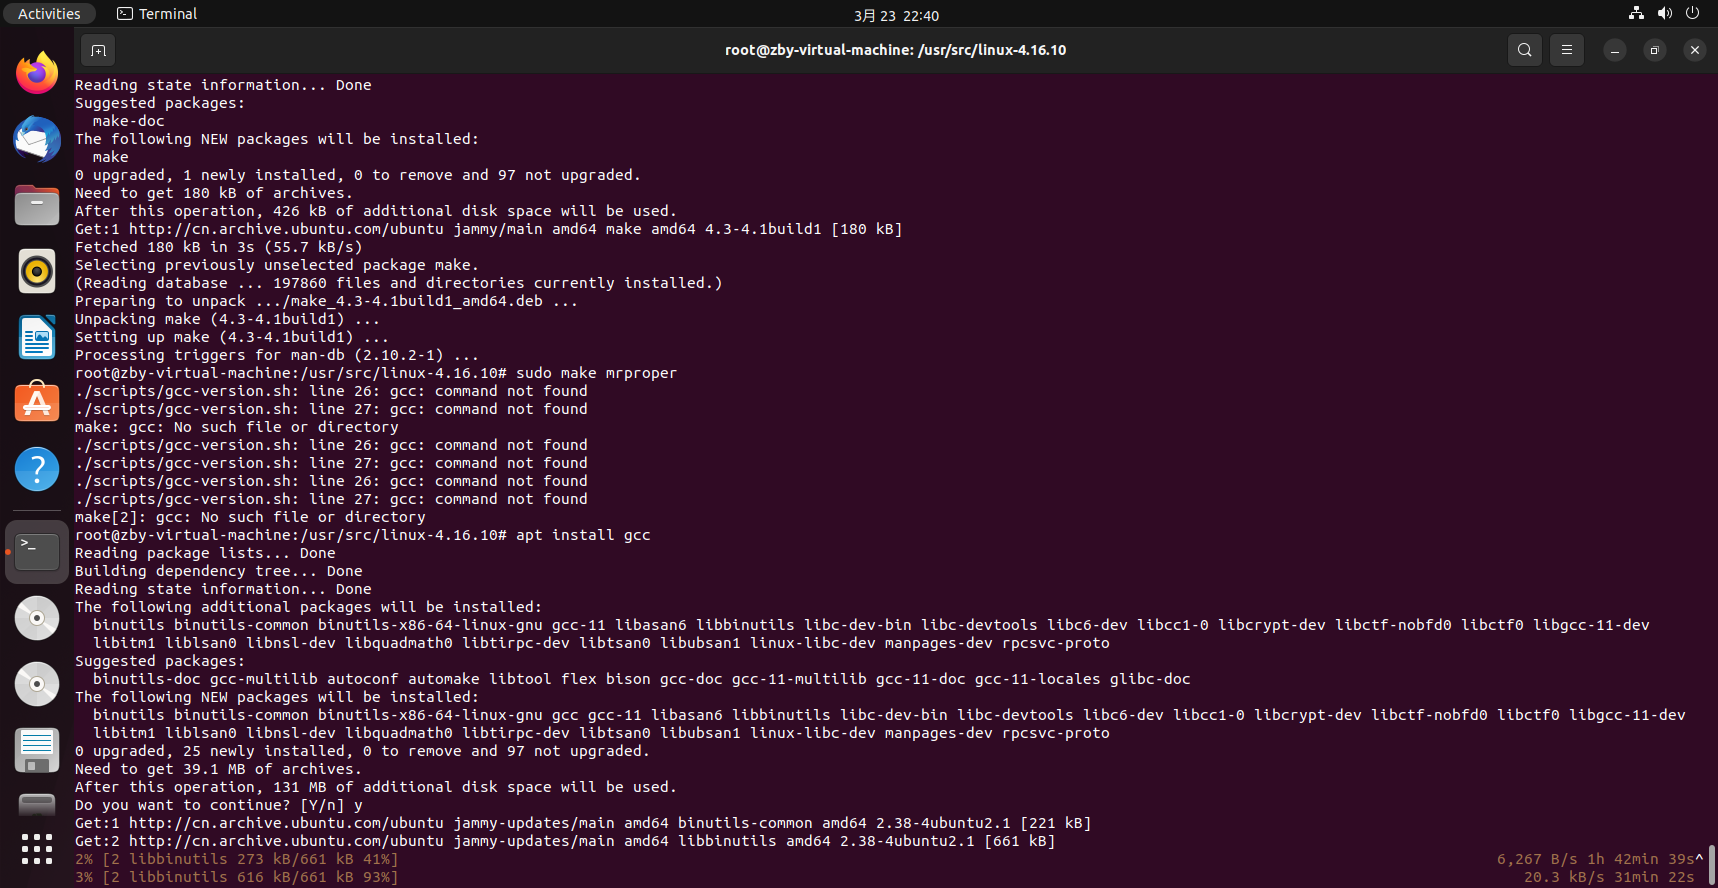 Activities
Terminal
3月 23 22:40
root@zby-virtual-machine: /usr/src/linux-4.16.10
Reading state information... Done
Suggested packages:
  make-doc
The following NEW packages will be installed:
  make
0 upgraded, 1 newly installed, 0 to remove and 97 not upgraded.
Need to get 180 kB of archives.
After this operation, 426 kB of additional disk space will be used.
Get:1 http://cn.archive.ubuntu.com/ubuntu jammy/main amd64 make amd64 4.3-4.1build1 [180 kB]
Fetched 180 kB in 3s (55.7 kB/s)
Selecting previously unselected package make.
(Reading database ... 197860 files and directories currently installed.)
Preparing to unpack .../make_4.3-4.1build1_amd64.deb ...
Unpacking make (4.3-4.1build1) ...
Setting up make (4.3-4.1build1) ...
Processing triggers for man-db (2.10.2-1) ...
root@zby-virtual-machine:/usr/src/linux-4.16.10# sudo make mrproper
./scripts/gcc-version.sh: line 26: gcc: command not found
./scripts/gcc-version.sh: line 27: gcc: command not found
make: gcc: No such file or directory
./scripts/gcc-version.sh: line 26: gcc: command not found
./scripts/gcc-version.sh: line 27: gcc: command not found
./scripts/gcc-version.sh: line 26: gcc: command not found
./scripts/gcc-version.sh: line 27: gcc: command not found
make[2]: gcc: No such file or directory
root@zby-virtual-machine:/usr/src/linux-4.16.10# apt install gcc
Reading package lists... Done
Building dependency tree... Done
Reading state information... Done
The following additional packages will be installed:
  binutils binutils-common binutils-x86-64-linux-gnu gcc-11 libasan6 libbinutils libc-dev-bin libc-devtools libc6-dev libcc1-0 libcrypt-dev libctf-nobfd0 libctf0 libgcc-11-dev
  libitm1 liblsan0 libnsl-dev libquadmath0 libtirpc-dev libtsan0 libubsan1 linux-libc-dev manpages-dev rpcsvc-proto
Suggested packages:
  binutils-doc gcc-multilib autoconf automake libtool flex bison gcc-doc gcc-11-multilib gcc-11-doc gcc-11-locales glibc-doc
The following NEW packages will be installed:
  binutils binutils-common binutils-x86-64-linux-gnu gcc gcc-11 libasan6 libbinutils libc-dev-bin libc-devtools libc6-dev libcc1-0 libcrypt-dev libctf-nobfd0 libctf0 libgcc-11-dev
  libitm1 liblsan0 libnsl-dev libquadmath0 libtirpc-dev libtsan0 libubsan1 linux-libc-dev manpages-dev rpcsvc-proto
0 upgraded, 25 newly installed, 0 to remove and 97 not upgraded.
Need to get 39.1 MB of archives.
After this operation, 131 MB of additional disk space will be used.
Do you want to continue? [Y/n] y
Get:1 http://cn.archive.ubuntu.com/ubuntu jammy-updates/main amd64 binutils-common amd64 2.38-4ubuntu2.1 [221 kB]
Get:2 http://cn.archive.ubuntu.com/ubuntu jammy-updates/main amd64 libbinutils amd64 2.38-4ubuntu2.1 [661 kB]
2% [2 libbinutils 273 kB/661 kB 41%] 6,267 B/s 1h 42min 39s^
3% [2 libbinutils 616 kB/661 kB 93%] 20.3 kB/s 31min 22s